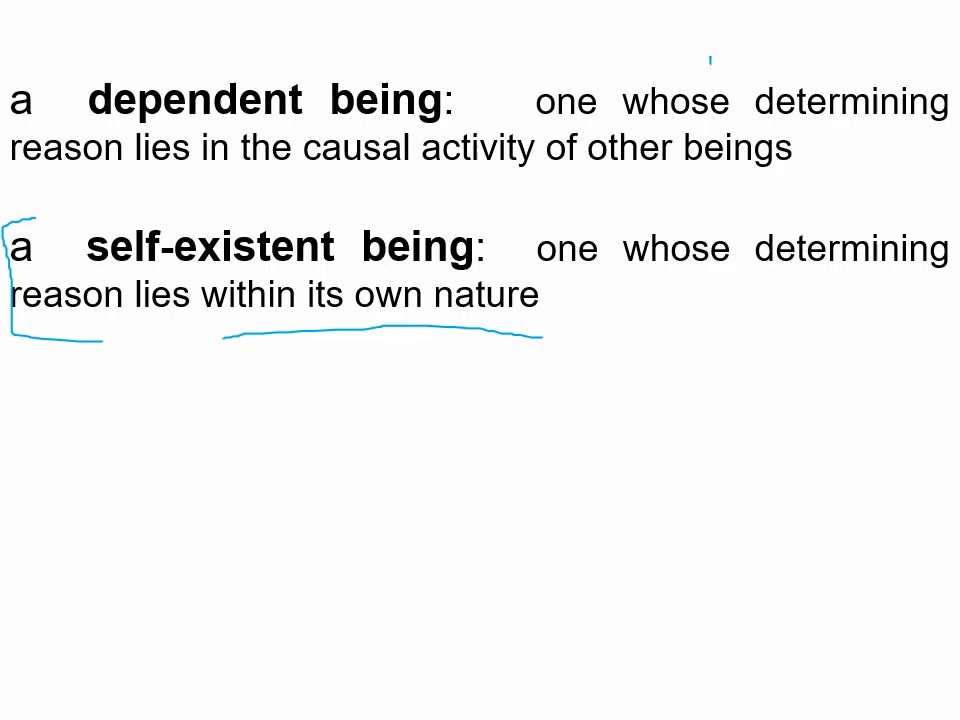 a dependent being: one whose determining
reason lies in the causal activity of other beings
a self-existent being: one whose determining
reason lies within its own nature